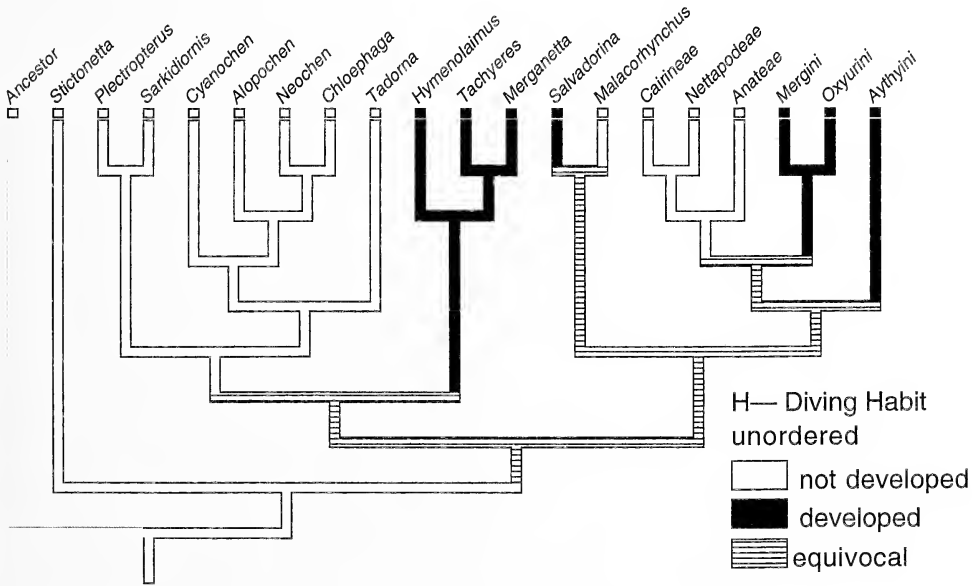 Ancestor
Stictonetta
Plectropterus
Sarkidiornis
Cyanochen
Alopochen
Neochen
Chloephaga
Tadorna
Hymenolaimus
Tachyeres
Merganetta
Salvadorina
Malacorhynchus
Cairineae
Nettapodeae
Anateae
Mergini
Oxyurini
Aythyini
H— Diving Habit
unordered
not developed
developed
equivocal